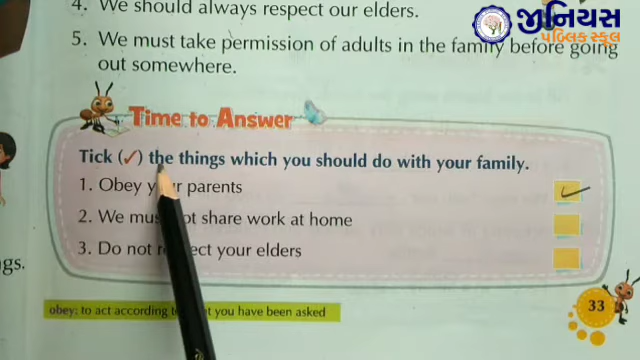 4. We should always respect our elders.
જીનિયસ
પબ્લિક સ્કૂલ
5. We must take permission of adults in the family before going
out somewhere.
Time to Answer
Tick (✓) the things which you should do with your family.
1. Obey your parents
2. We must not share work at home
3. Do not respect your elders
gs.
obey: to act according to you have been asked
33